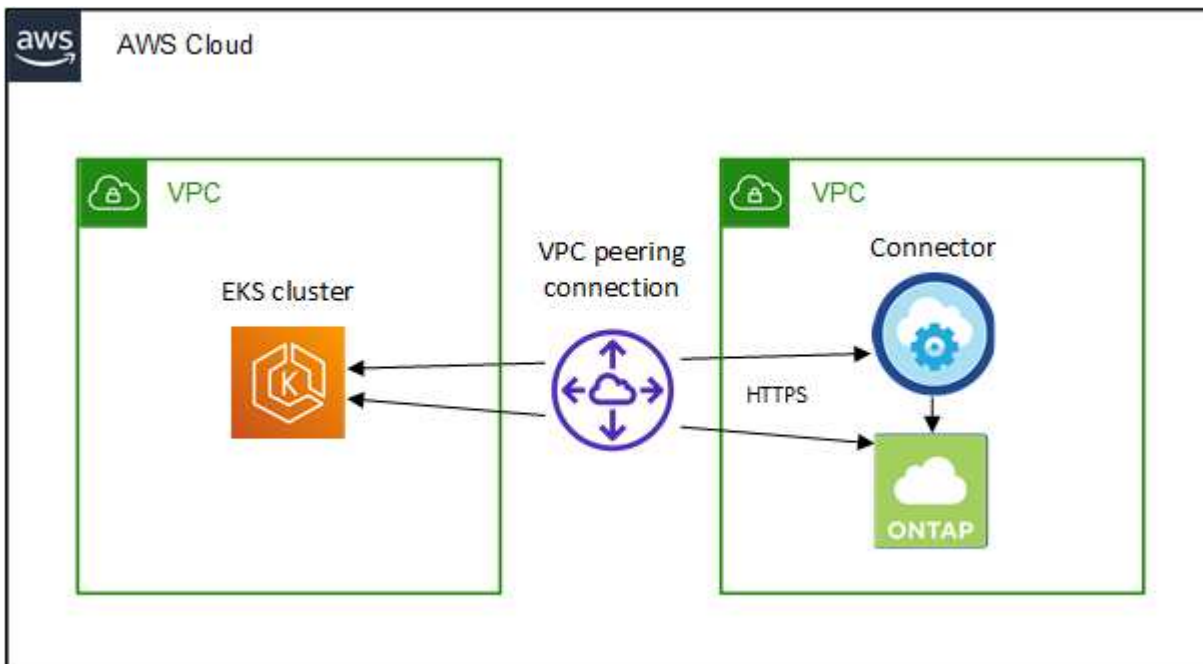 aws
AWS Cloud
VPC
VPC
Connector
VPC peering
connection
EKS cluster
K
HTTPS
ONTAP